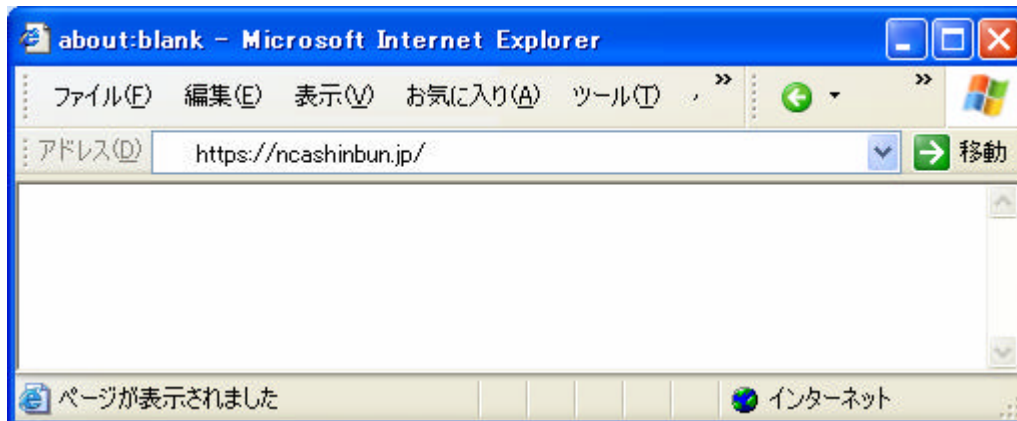 about:blank - Microsoft Internet Explorer
ファイル(F) 編集(E) 表示(V) お気に入り(A) ツール(T) »  »
アドレス(D) https://ncashinbun.jp/ 移動
ページが表示されました インターネット